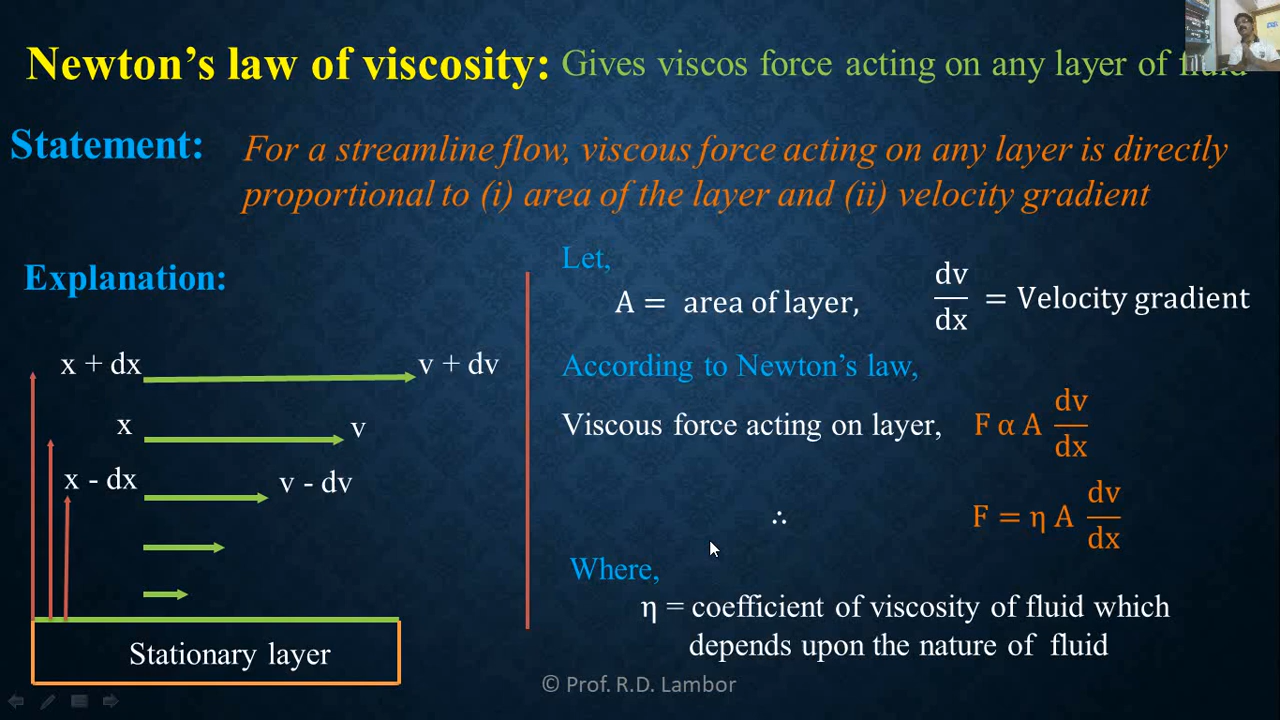 Newton's law of viscosity: Gives viscos force acting on any layer of fluid
Statement: For a streamline flow, viscous force acting on any layer is directly
proportional to (i) area of the layer and (ii) velocity gradient
Explanation:
x + dx v + dv
x v
x - dx v - dv
Stationary layer
Let,
A = area of layer, dv/dx = Velocity gradient
According to Newton's law,
Viscous force acting on layer, F α A dv/dx
∴ F = η A dv/dx
Where,
η = coefficient of viscosity of fluid which
depends upon the nature of fluid
© Prof. R.D. Lambor